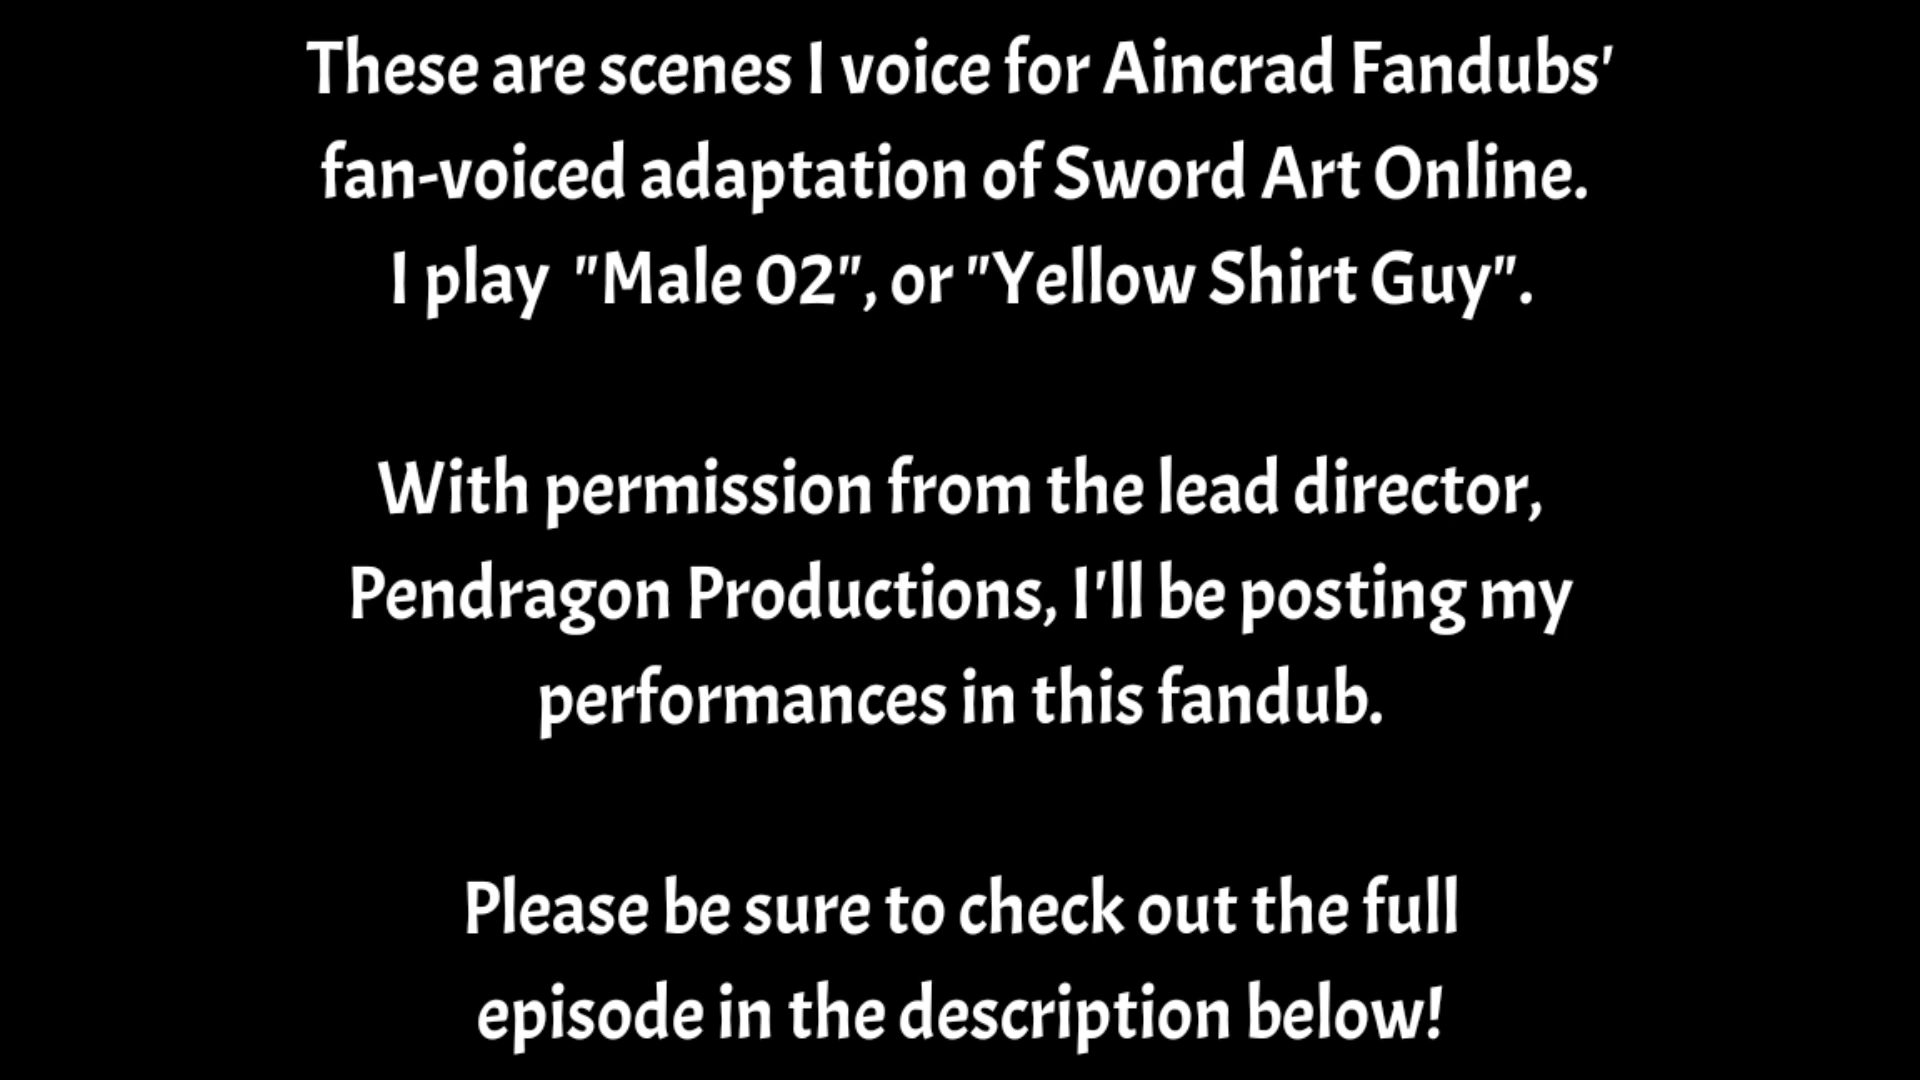 These are scenes I voice for Aincrad Fandubs'
fan-voiced adaptation of Sword Art Online.
I play  "Male 02", or "Yellow Shirt Guy".
With permission from the lead director,
Pendragon Productions, I'll be posting my
performances in this fandub.
Please be sure to check out the full
episode in the description below!